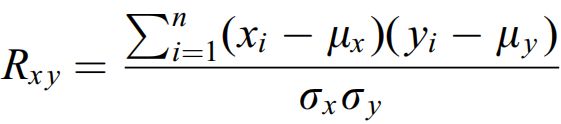 R_{xy} = \frac{\sum_{i=1}^{n}(x_i - \mu_x)(y_i - \mu_y)}{\sigma_x \sigma_y}